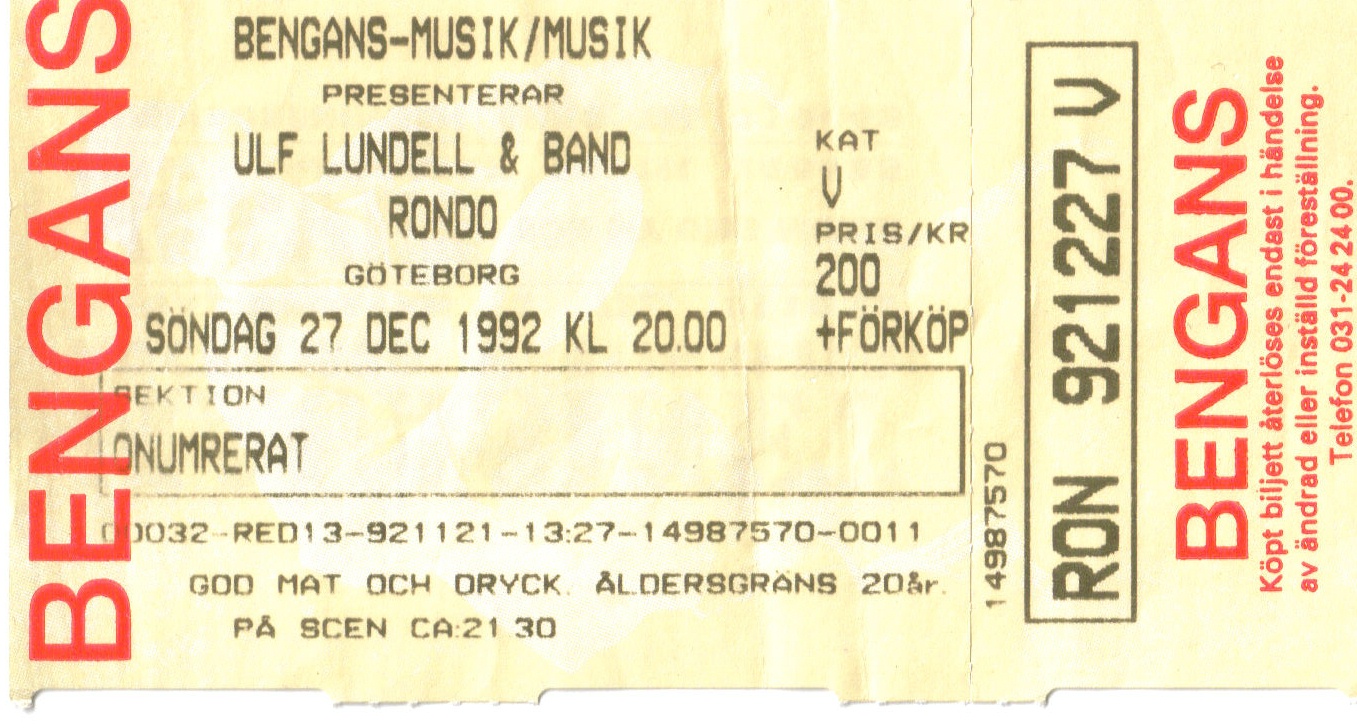 BENGANS
BENGANS-MUSIK/MUSIK
PRESENTERAR
ULF LUNDELL & BAND
RONDO
GÖTEBORG
SÖNDAG 27 DEC 1992 KL 20.00
KAT
V
PRIS/KR
200
+FÖRKÖP
SEKTION
ONUMRERAT
00032-RED13-921121-13:27-14987570-0011
GOD MAT OCH DRYCK. ÅLDERSGRÄNS 20år.
PÅ SCEN CA:21.30
14987570
RON 921227 V
BENGANS
Köpt biljett återlöses endast i händelse
av ändrad eller inställd föreställning.
Telefon 031-24 24 00.